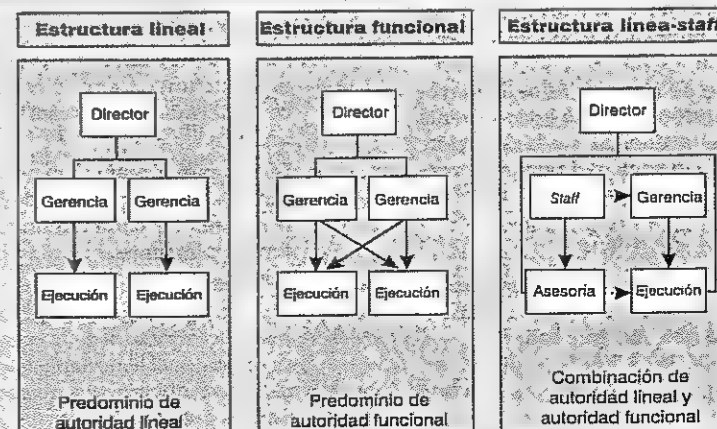 Estructura lineal
Director
Gerencia Gerencia
Ejecución Ejecución
Predominio de
autoridad lineal
Estructura funcional
Director
Gerencia Gerencia
Ejecución Ejecución
Predominio de
autoridad funcional
Estructura línea-staff
Director
Staff Gerencia
Asesoría Ejecución
Combinación de
autoridad lineal y
autoridad funcional